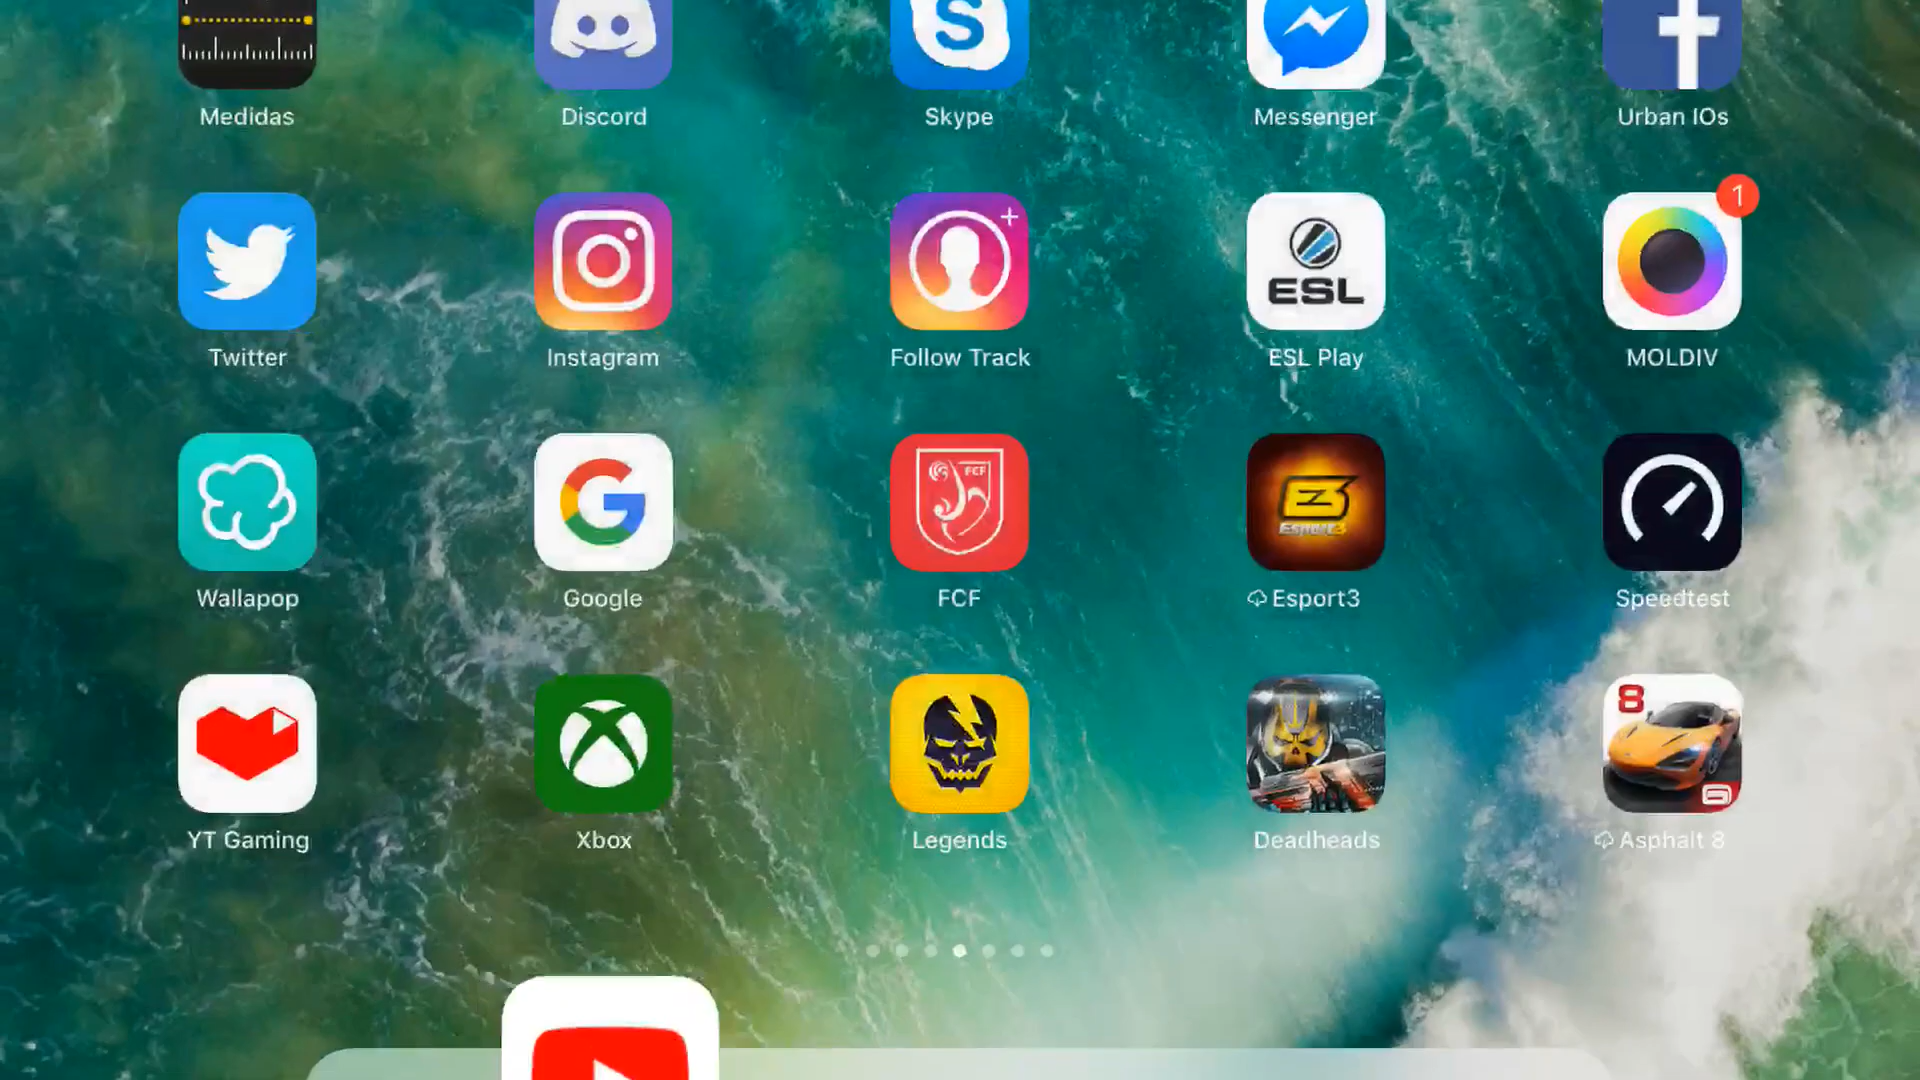 Medidas
Discord
Skype
Messenger
Urban IOs
1
Twitter
Instagram
Follow Track
ESL
ESL Play
MOLDIV
FCF
Esport3
Wallapop
Google
FCF
Esport3
Speedtest
8
YT Gaming
Xbox
Legends
Deadheads
Asphalt 8